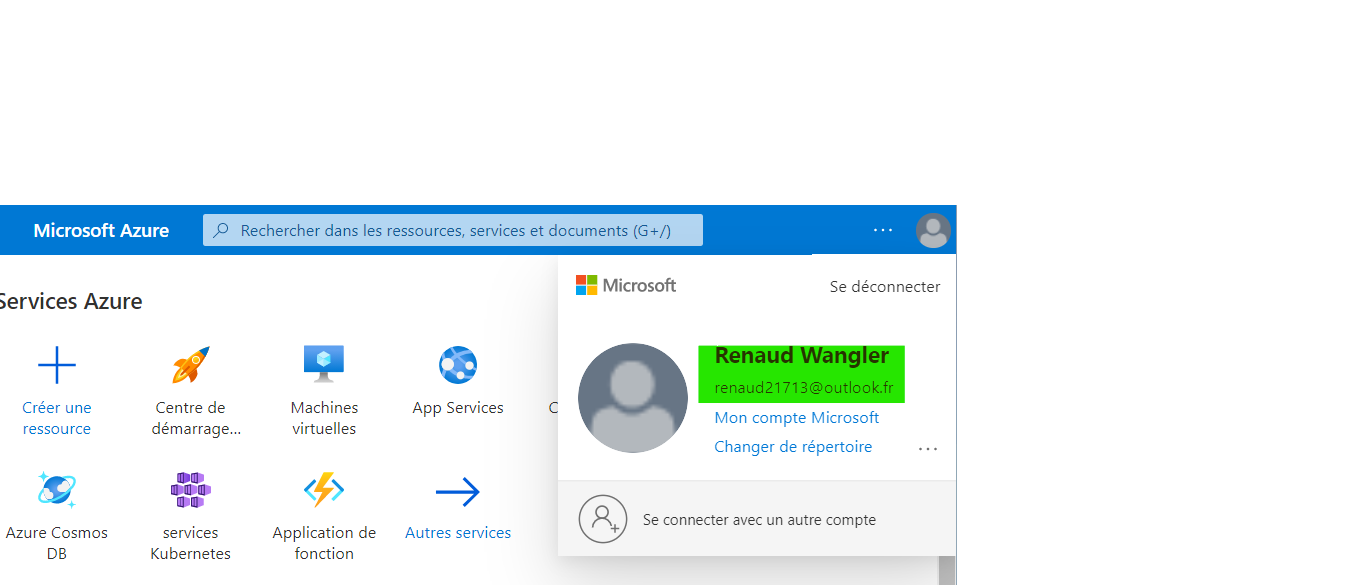 Microsoft Azure
Rechercher dans les ressources, services et documents (G+/)
...
Microsoft
Se déconnecter
Renaud Wangler
renaud21713@outlook.fr
Mon compte Microsoft
Changer de répertoire
...
Se connecter avec un autre compte
Services Azure
Créer une
ressource
Centre de
démarrage...
Machines
virtuelles
App Services
C
Azure Cosmos
DB
services
Kubernetes
Application de
fonction
Autres services